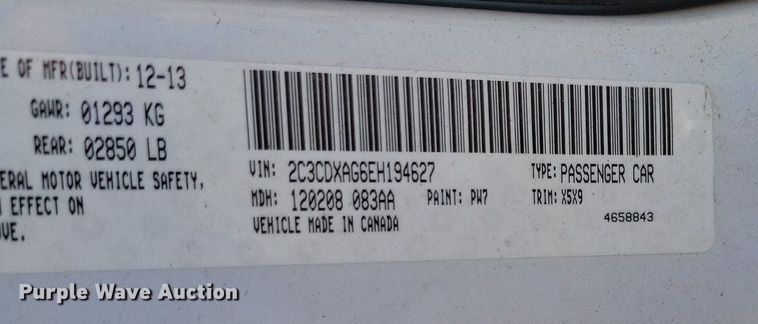 E OF MFR(BUILT): 12-13
GAWR: 01293 KG
REAR: 02850 LB
ERAL MOTOR VEHICLE SAFETY,
EFFECT ON
OVE.
VIN: 2C3CDXAG6EH194627
TYPE: PASSENGER CAR
MDH: 120208 083AA
PAINT: PW7
TRIM: X5X9
VEHICLE MADE IN CANADA
4658843
Purple Wave Auction